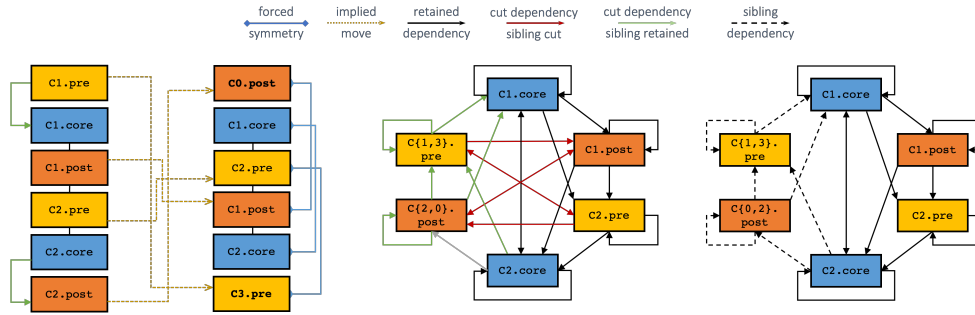 forced symmetry
implied move
retained dependency
cut dependency sibling cut
cut dependency sibling retained
sibling dependency
C1.pre
C1.core
C1.post
C2.pre
C2.core
C2.post
C0.post
C1.core
C2.pre
C1.post
C2.core
C3.pre
C1.core
C{1,3}.
pre
C1.post
C{2,0}.
post
C2.pre
C2.core
C1.core
C{1,3}.
pre
C1.post
C{0,2}.
post
C2.pre
C2.core